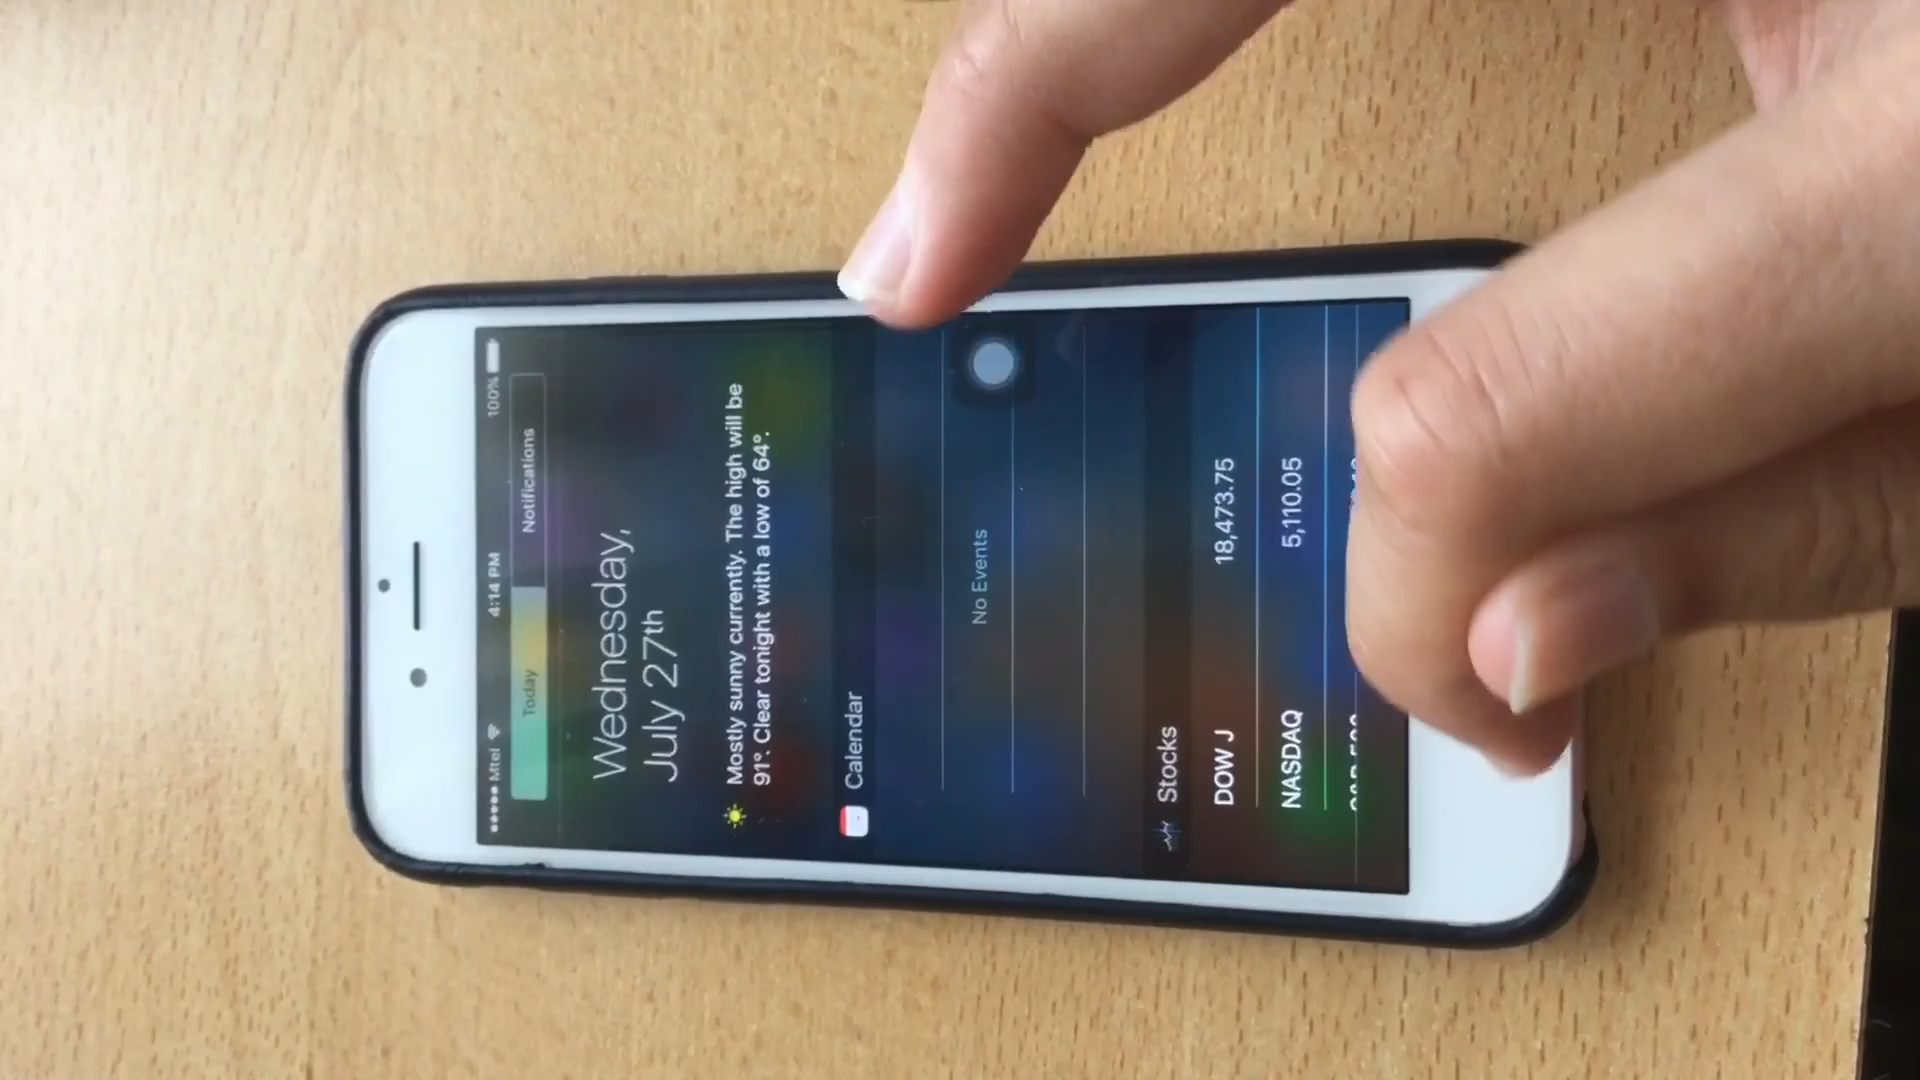 Mtel 4:14 PM 100%
Today Notifications
Wednesday,
July 27th
Mostly sunny currently. The high will be
91°. Clear tonight with a low of 64°.
Calendar
No Events
Stocks
DOW J 18,473.75
NASDAQ 5,110.05